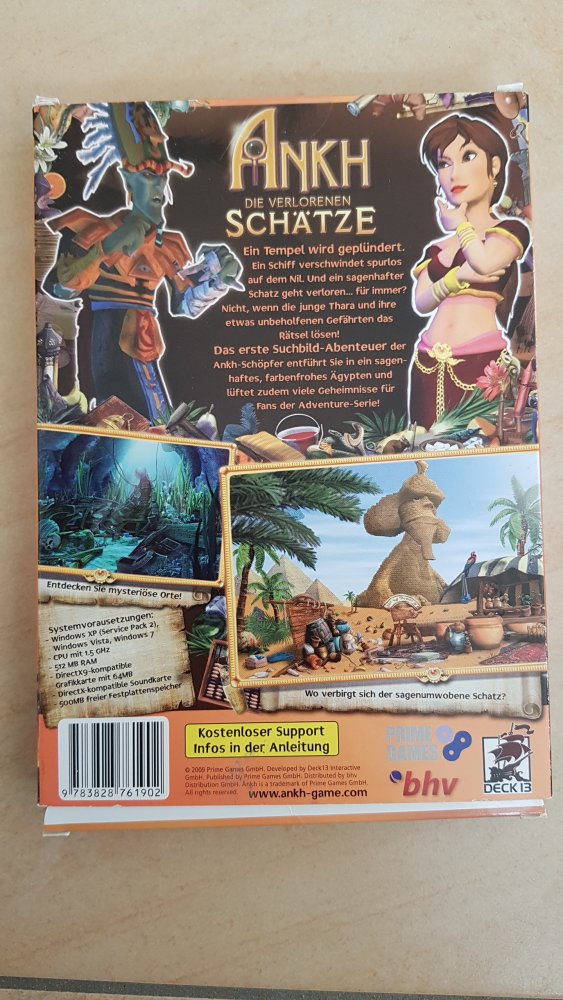 ANKH
DIE VERLORENEN
SCHÄTZE
Ein Tempel wird geplündert.
Ein Schiff verschwindet spurlos
auf dem Nil. Und ein sagenhafter
Schatz geht verloren... für immer?
Nicht, wenn die junge Thara und ihre
etwas unbeholfenen Gefährten das
Rätsel lösen!
Das erste Suchbild-Abenteuer der
Ankh-Schöpfer entführt Sie in ein sagen-
haftes, farbenfrohes Ägypten und
lüftet zudem viele Geheimnisse für
Fans der Adventure-Serie!
Entdecken Sie mysteriöse Orte!
Wo verbirgt sich der sagenumwobene Schatz?
Systemvorausetzungen:
- Windows XP (Service Pack 2),
Windows Vista, Windows 7
- CPU mit 1.5 GHz
- 512 MB RAM
- DirectX9-kompatible
Grafikkarte mit 64MB
- DirectX-kompatible Soundkarte
- 500MB freier Festplattenspeicher
Kostenloser Support
Infos in der Anleitung
PRIME
GAMES
bhv
DECK 13
© 2009 Prime Games GmbH. Developed by Deck13 Interactive
GmbH. Published by Prime Games GmbH. Distributed by bhv
Distribution GmbH. Ankh is a trademark of Prime Games GmbH.
All rights reserved.
www.ankh-game.com
9 783828 761902